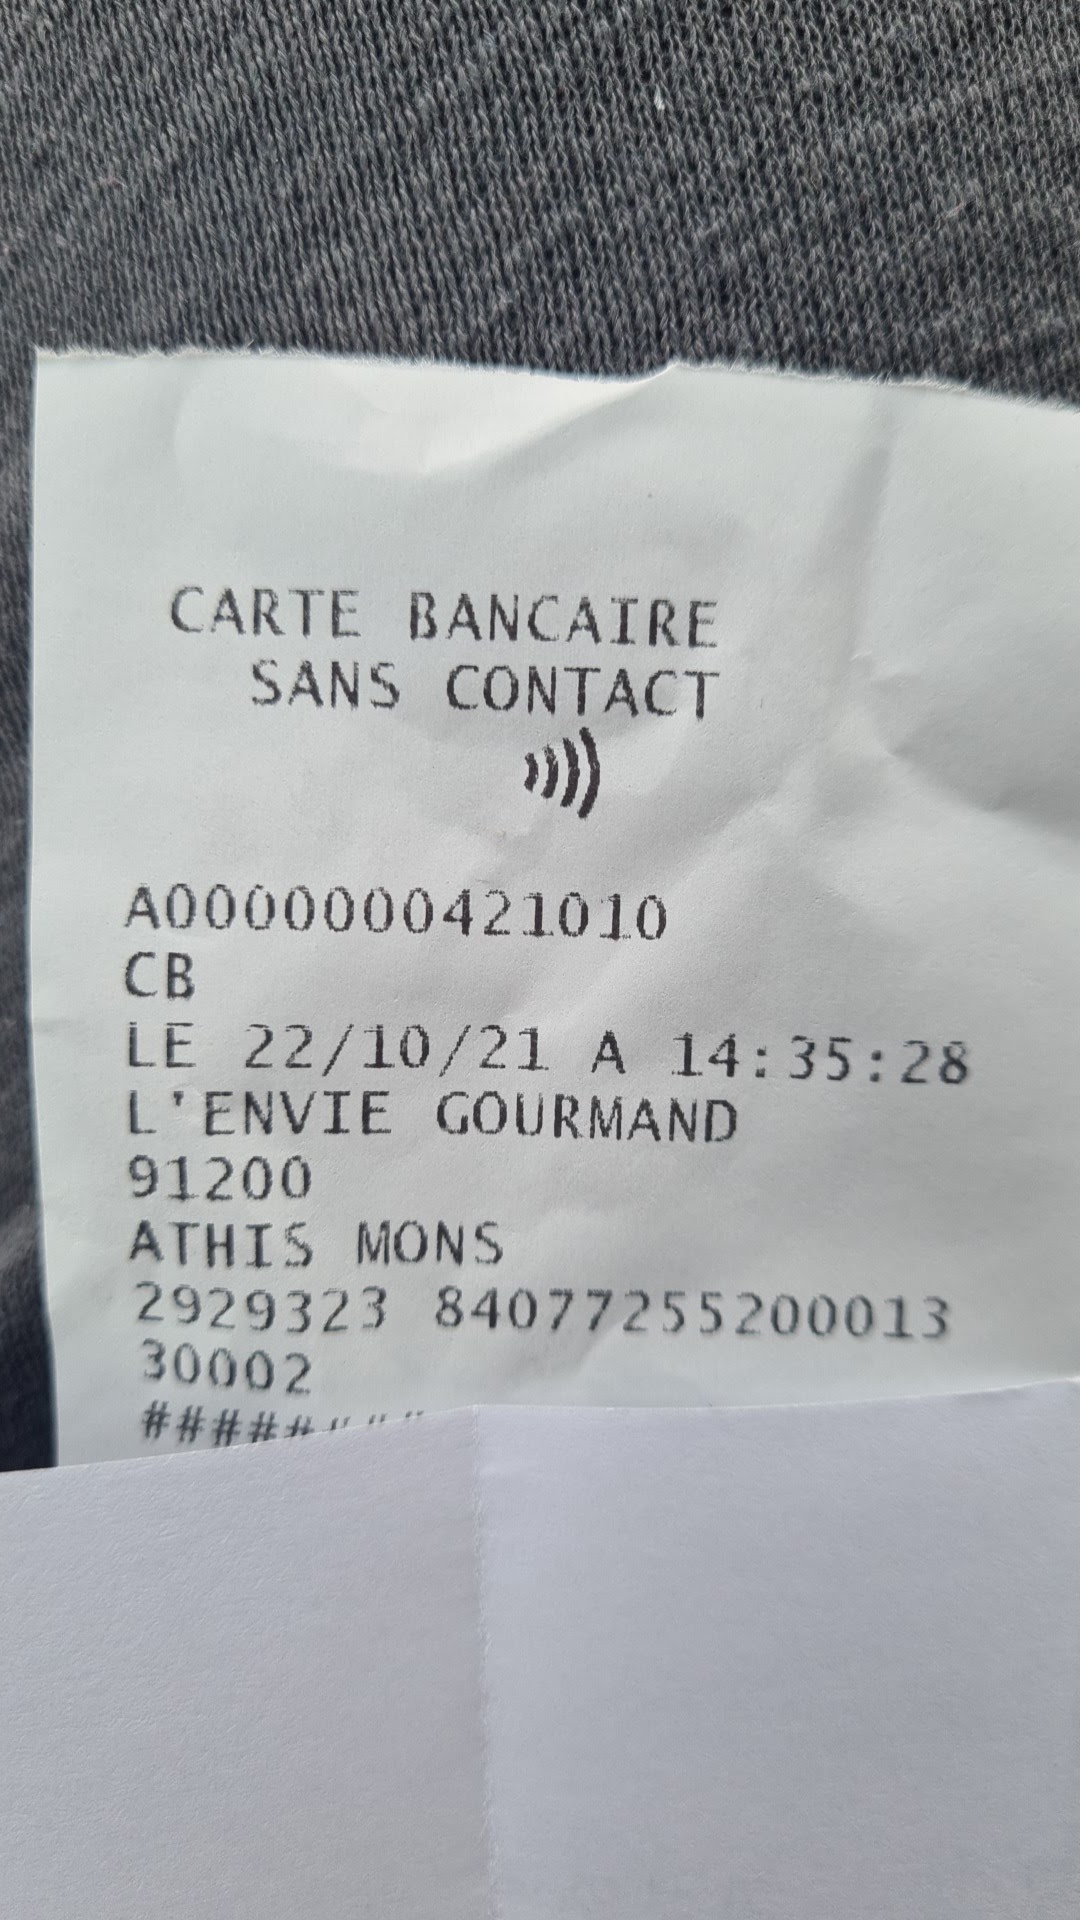 CARTE BANCAIRE
SANS CONTACT
A0000000421010
CB
LE 22/10/21 A 14:35:28
L'ENVIE GOURMAND
91200
ATHIS MONS
2929323 84077255200013
30002
########